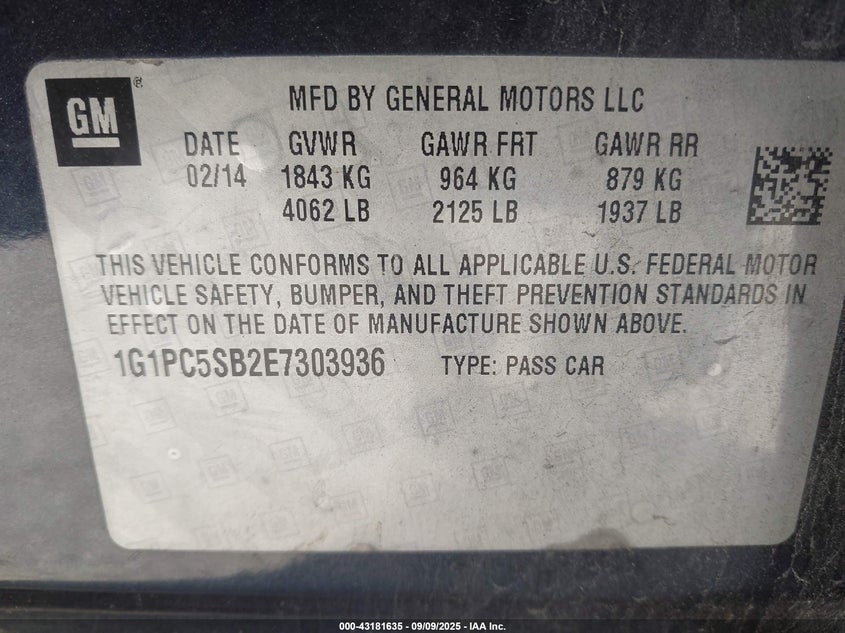 GM ®
MFD BY GENERAL MOTORS LLC
DATE GVWR GAWR FRT GAWR RR
02/14 1843 KG 964 KG 879 KG
4062 LB 2125 LB 1937 LB
THIS VEHICLE CONFORMS TO ALL APPLICABLE U.S. FEDERAL MOTOR
VEHICLE SAFETY, BUMPER, AND THEFT PREVENTION STANDARDS IN
EFFECT ON THE DATE OF MANUFACTURE SHOWN ABOVE.
1G1PC5SB2E7303936 TYPE: PASS CAR
000-43181635 - 09/09/2025 - IAA Inc.